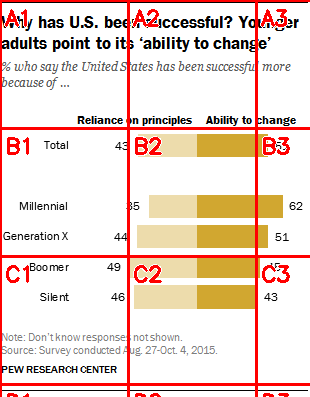 Why has U.S. been successful? Younger
adults point to its 'ability to change'
% who say the United States has been successful more
because of ...
Reliance on principles Ability to change
Total 43
Millennial 35 62
Generation X 44 51
Boomer 49
Silent 46 43
Note: Don't know responses not shown.
Source: Survey conducted Aug. 27-Oct. 4, 2015.
PEW RESEARCH CENTER
A1 A2 A3
B1 B2 B3
C1 C2 C3